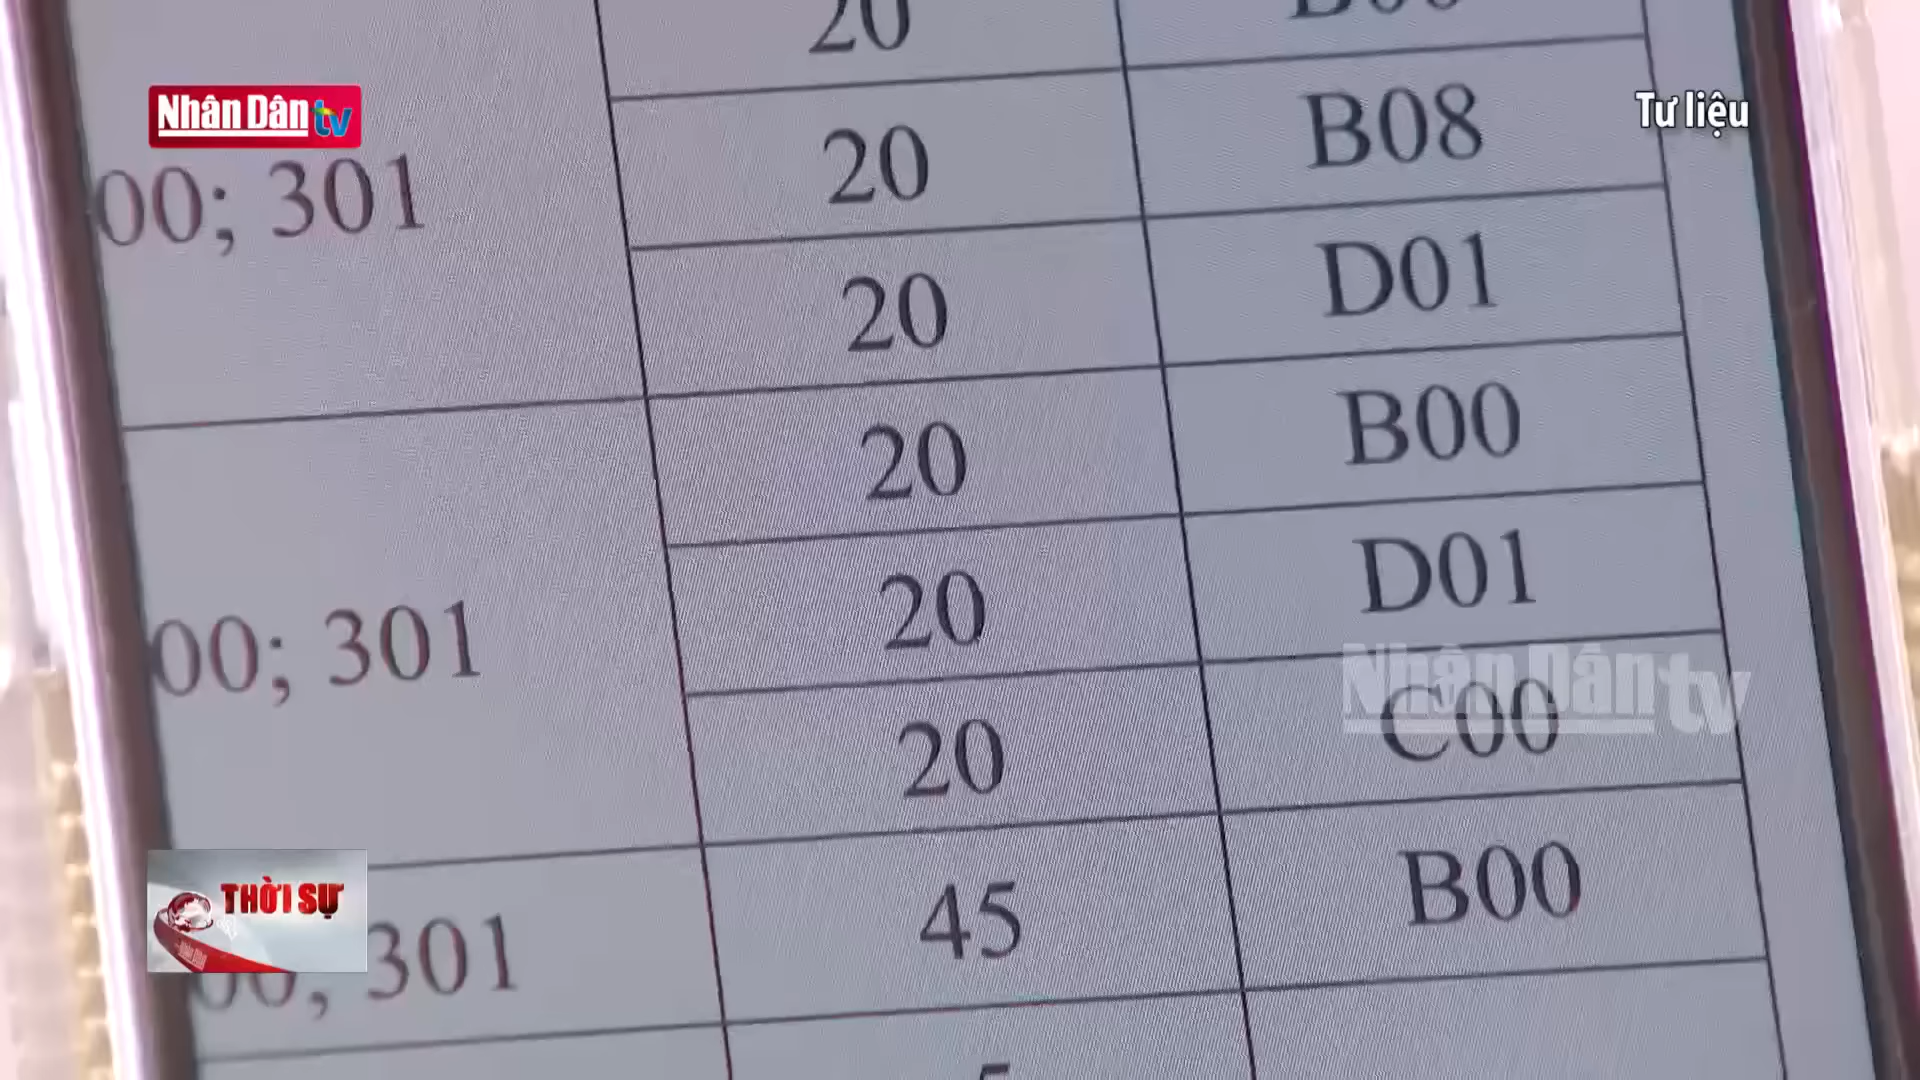 20
Nhân Dân tv
Tư liệu
20 B08
00; 301
20 D01
20 B00
20 D01
00; 301
Nhân Dân tv
20 C00
THỜI SỰ
45 B00
301